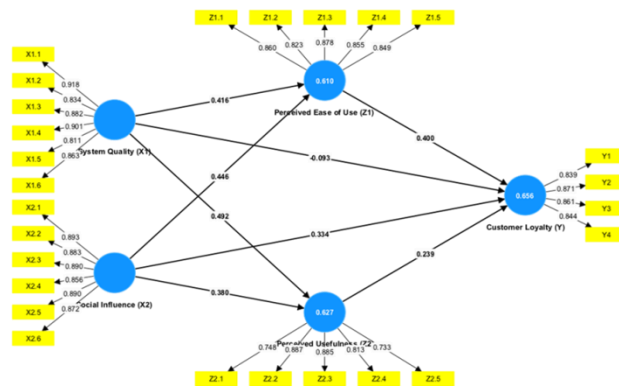 Z1.1
Z1.2
Z1.3
Z1.4
Z1.5
0.860
0.823
0.878
0.855
0.849
X1.1
X1.2
X1.3
X1.4
X1.5
X1.6
0.918
0.834
0.882
0.901
0.811
0.863
System Quality (X1)
0.610
Perceived Ease of Use (Z1)
0.416
0.400
-0.093
0.446
0.492
0.334
0.380
0.239
X2.1
X2.2
X2.3
X2.4
X2.5
X2.6
0.893
0.883
0.890
0.856
0.890
0.872
Social Influence (X2)
0.656
Customer Loyalty (Y)
0.839
0.871
0.861
0.844
Y1
Y2
Y3
Y4
0.627
Perceived Usefulness (Z2)
0.748
0.887
0.885
0.813
0.733
Z2.1
Z2.2
Z2.3
Z2.4
Z2.5